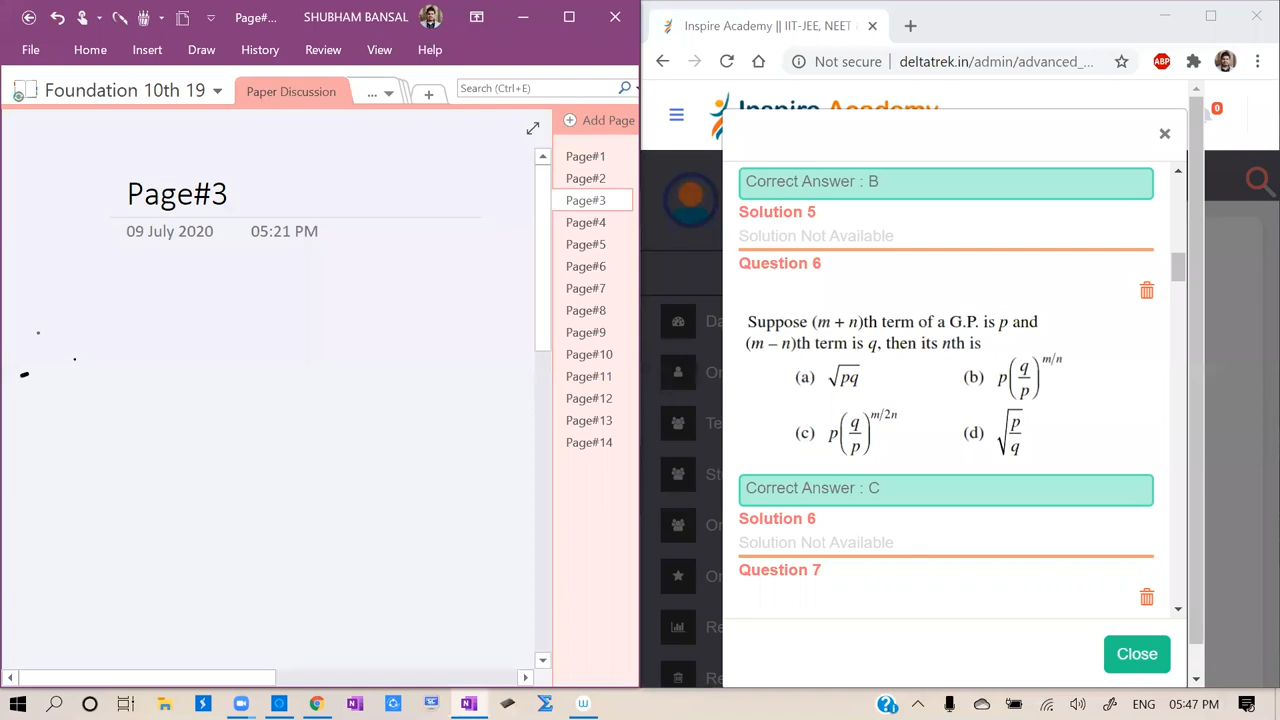 SHUBHAM BANSAL
File Home Insert Draw History Review View Help
Foundation 10th 19
Paper Discussion
...
Search (Ctrl+E)
Add Page
Page#3
09 July 2020 05:21 PM
Page#1
Page#2
Page#3
Page#4
Page#5
Page#6
Page#7
Page#8
Page#9
Page#10
Page#11
Page#12
Page#13
Page#14
Inspire Academy || IIT-JEE, NEET
Not secure deltatrek.in/admin/advanced_...
ABP
Inspire Academy
0
Correct Answer : B
Solution 5
Solution Not Available
Question 6
Suppose (m + n)th term of a G.P. is p and
(m – n)th term is q, then its nth is
(a) √pq (b) p(q/p)^m/n
(c) p(q/p)^m/2n (d) √p/q
Correct Answer : C
Solution 6
Solution Not Available
Question 7
Close
ENG 05:47 PM